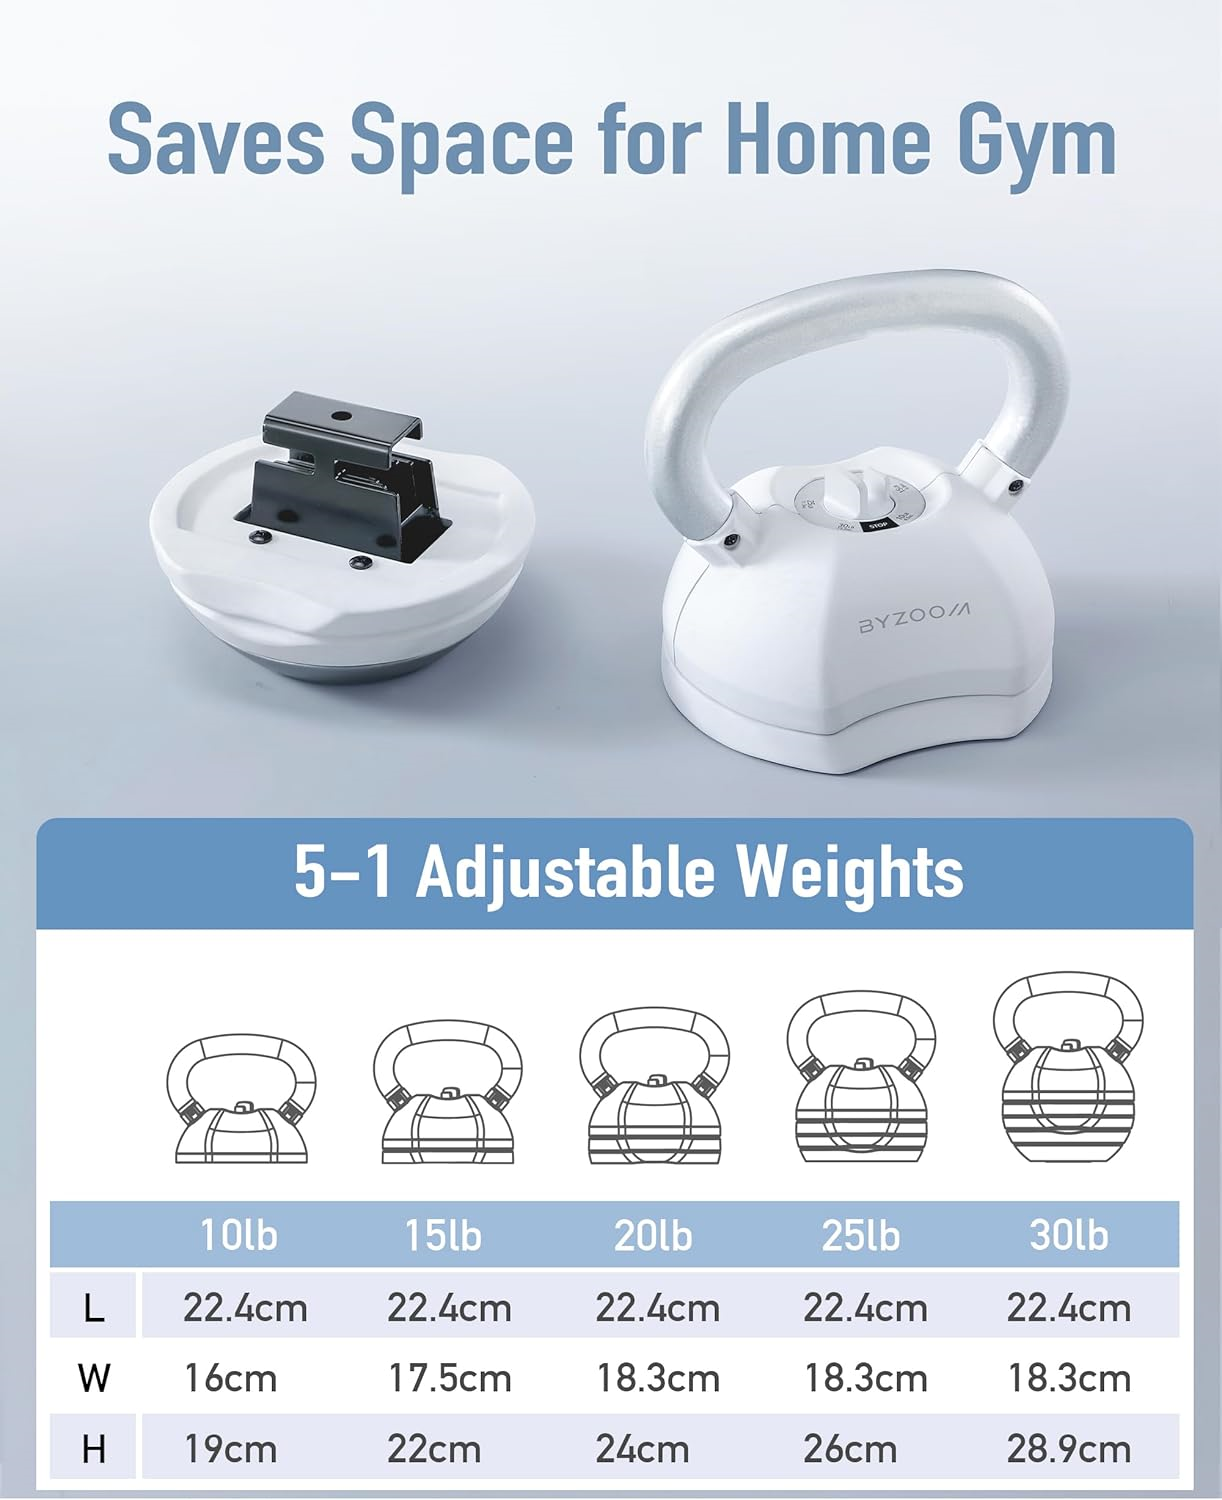 Saves Space for Home Gym
STOP
BYZOOM
5-1 Adjustable Weights
10lb 15lb 20lb 25lb 30lb
L 22.4cm 22.4cm 22.4cm 22.4cm 22.4cm
W 16cm 17.5cm 18.3cm 18.3cm 18.3cm
H 19cm 22cm 24cm 26cm 28.9cm